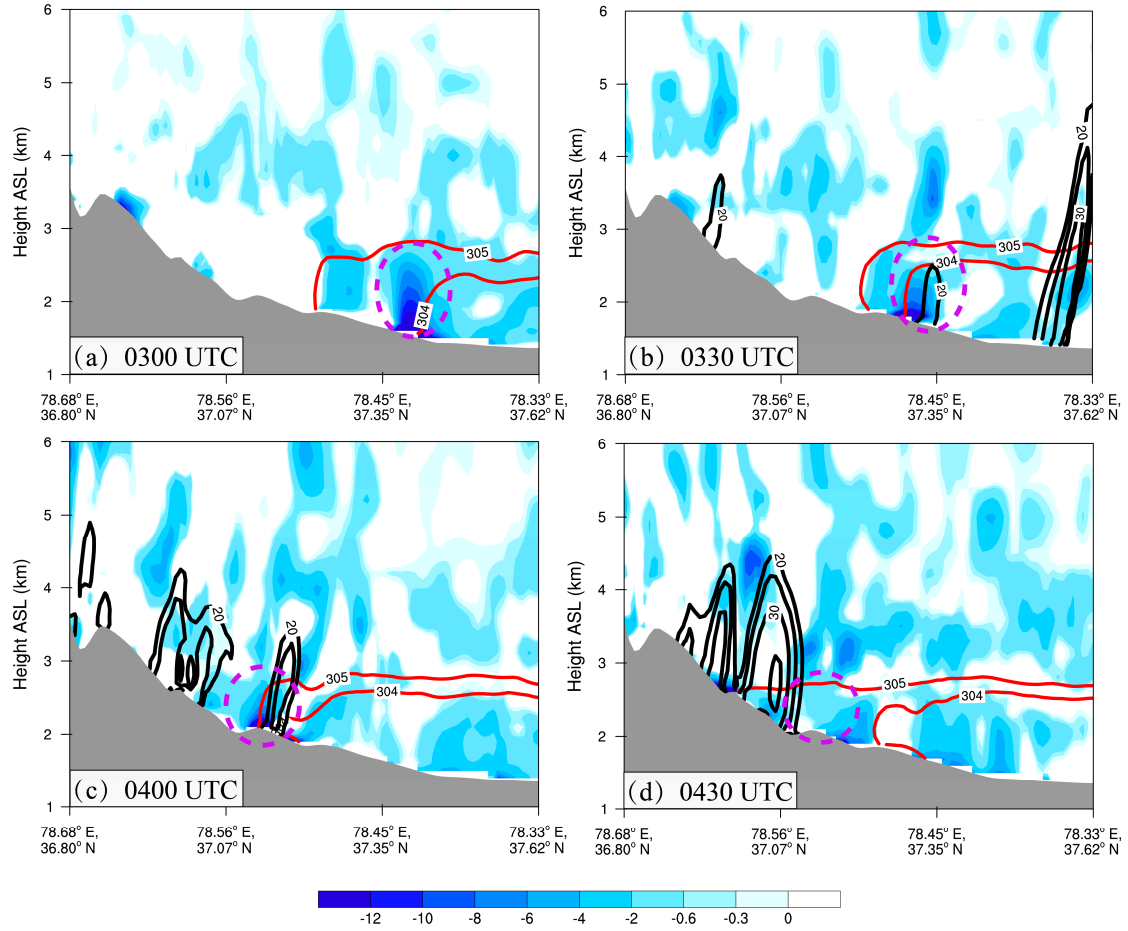 6
5
4
3
2
1
Height ASL (km)
305
304
(a) 0300 UTC
78.68° E,
36.80° N
78.56° E,
37.07° N
78.45° E,
37.35° N
78.33° E,
37.62° N
6
5
4
3
2
1
Height ASL (km)
20
20
30
305
304
20
(b) 0330 UTC
78.68° E,
36.80° N
78.56° E,
37.07° N
78.45° E,
37.35° N
78.33° E,
37.62° N
6
5
4
3
2
1
Height ASL (km)
20
20
305
304
(c) 0400 UTC
78.68° E,
36.80° N
78.56° E,
37.07° N
78.45° E,
37.35° N
78.33° E,
37.62° N
6
5
4
3
2
1
Height ASL (km)
20
30
305
304
(d) 0430 UTC
78.68° E,
36.80° N
78.56° E,
37.07° N
78.45° E,
37.35° N
78.33° E,
37.62° N
-12 -10 -8 -6 -4 -2 -0.6 -0.3 0